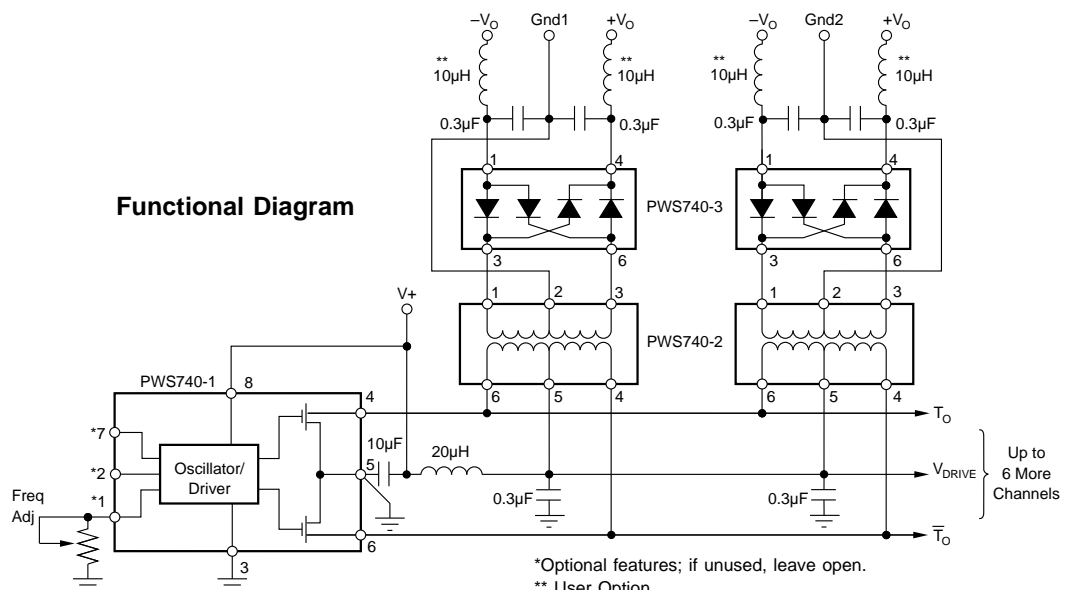 –VO Gnd1 +VO –VO Gnd2 +VO
** 10µH ** 10µH ** 10µH ** 10µH
0.3µF 0.3µF 0.3µF 0.3µF
1 4 1 4
Functional Diagram
PWS740-3
3 6 3 6
1 2 3 1 2 3
V+
PWS740-2
PWS740-1 8
6 5 4 6 5 4
4
TO
*7
10µF
20µH
5
*2
Oscillator/
Driver
VDRIVE
Up to
6 More
Channels
Freq
Adj
*1
0.3µF 0.3µF
6
T̅O
3
*Optional features; if unused, leave open.
** User Option